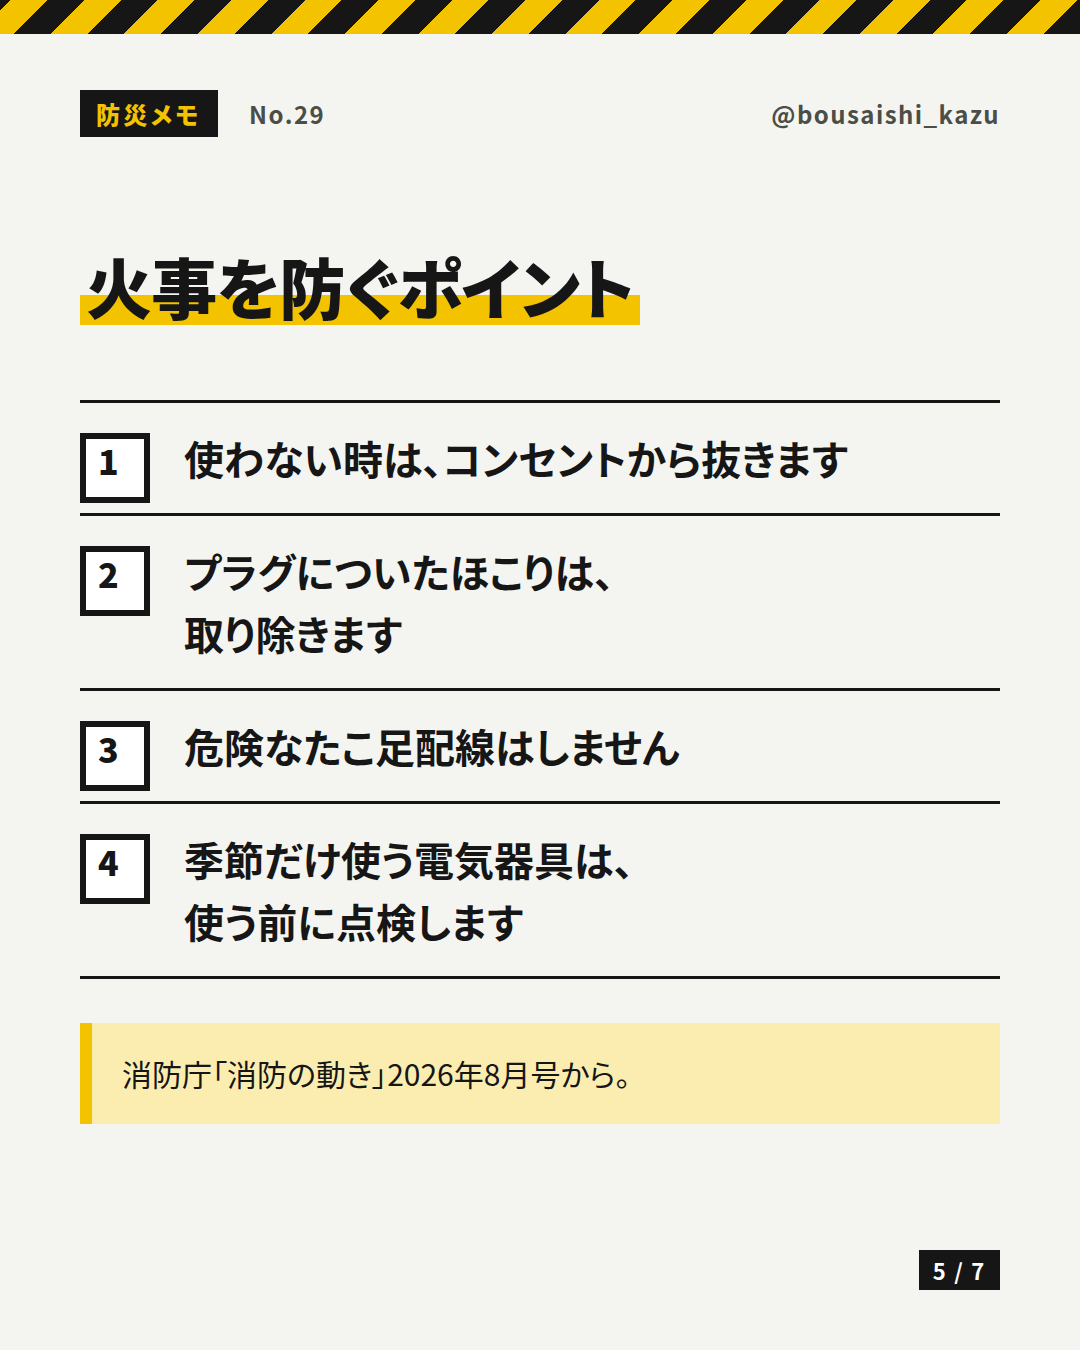 防災メモ No.29 @bousaishi_kazu
火事を防ぐポイント
1 使わない時は、コンセントから抜きます
2 プラグについたほこりは、
取り除きます
3 危険なたこ足配線はしません
4 季節だけ使う電気器具は、
使う前に点検します
消防庁「消防の動き」2026年8月号から。
5 / 7